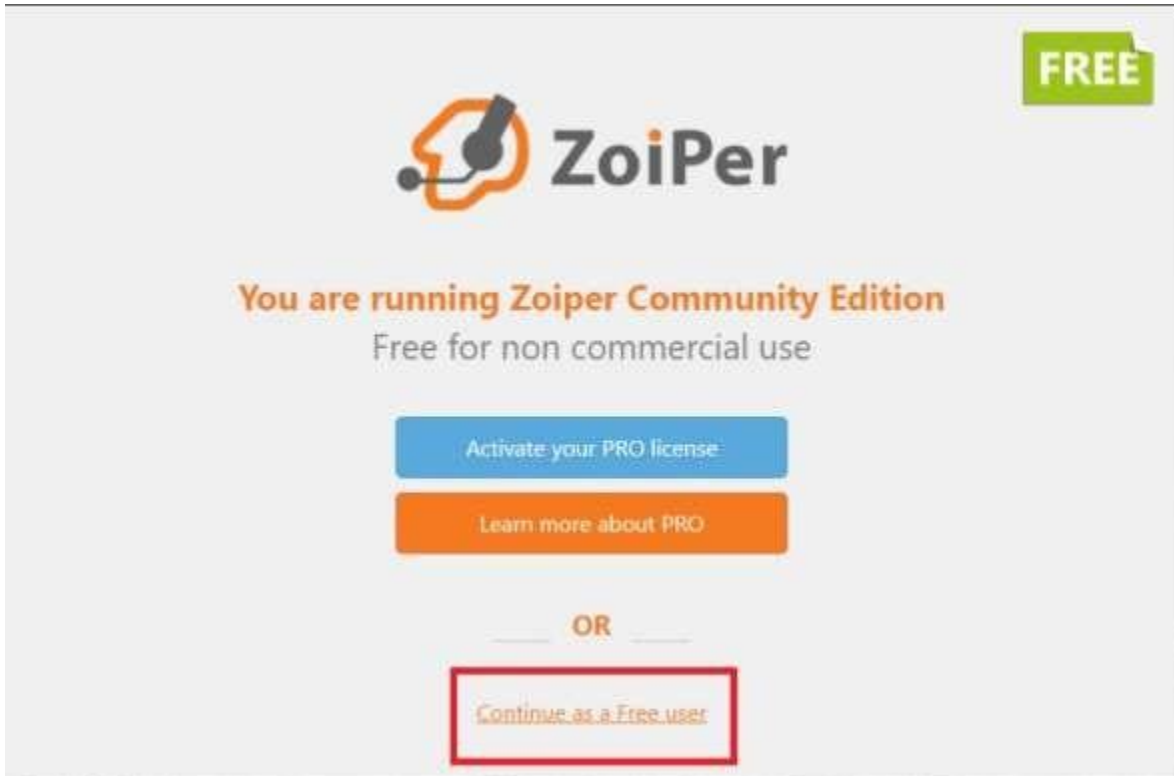 FREE
ZoiPer
You are running Zoiper Community Edition
Free for non commercial use
Activate your PRO license
Learn more about PRO
OR
Continue as a Free user